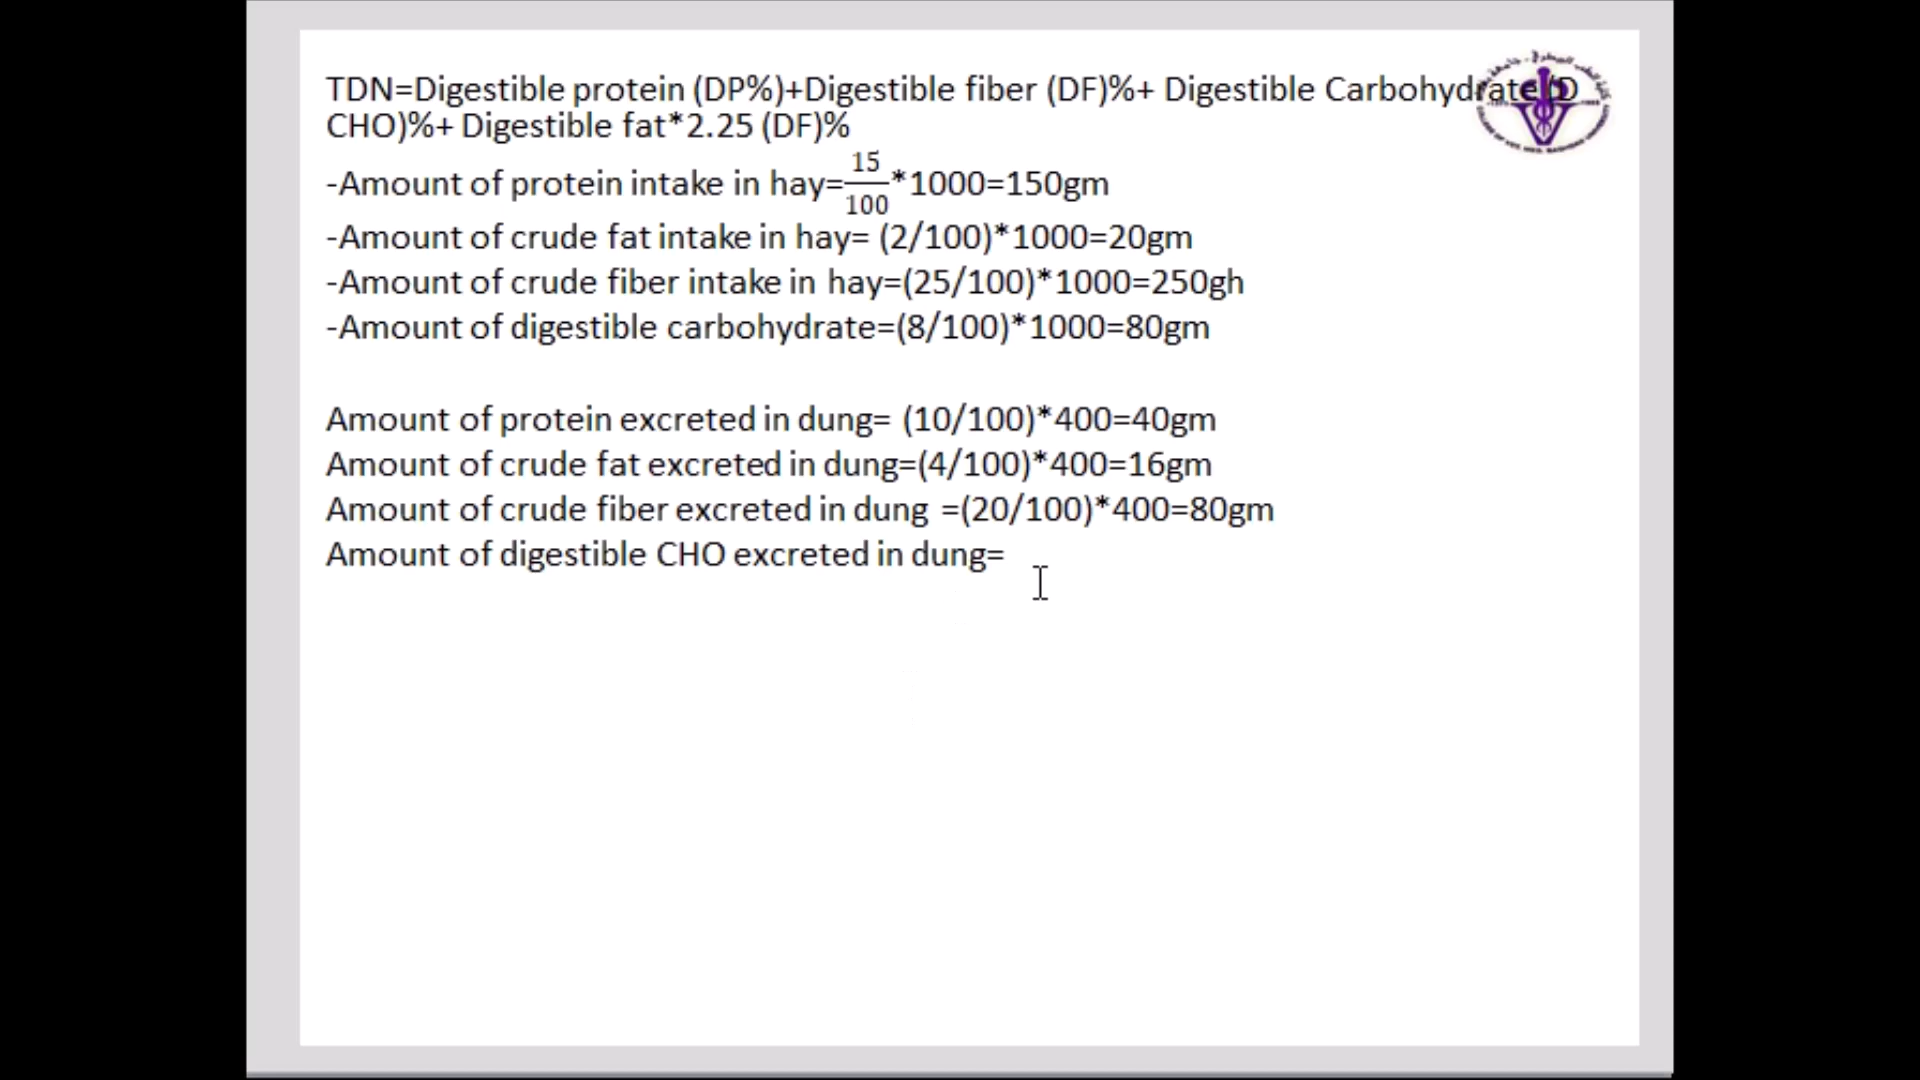 TDN=Digestible protein (DP%)+Digestible fiber (DF)%+ Digestible Carbohydrate (D
CHO)%+ Digestible fat*2.25 (DF)%
-Amount of protein intake in hay=15/100*1000=150gm
-Amount of crude fat intake in hay= (2/100)*1000=20gm
-Amount of crude fiber intake in hay=(25/100)*1000=250gh
-Amount of digestible carbohydrate=(8/100)*1000=80gm
Amount of protein excreted in dung= (10/100)*400=40gm
Amount of crude fat excreted in dung=(4/100)*400=16gm
Amount of crude fiber excreted in dung =(20/100)*400=80gm
Amount of digestible CHO excreted in dung=